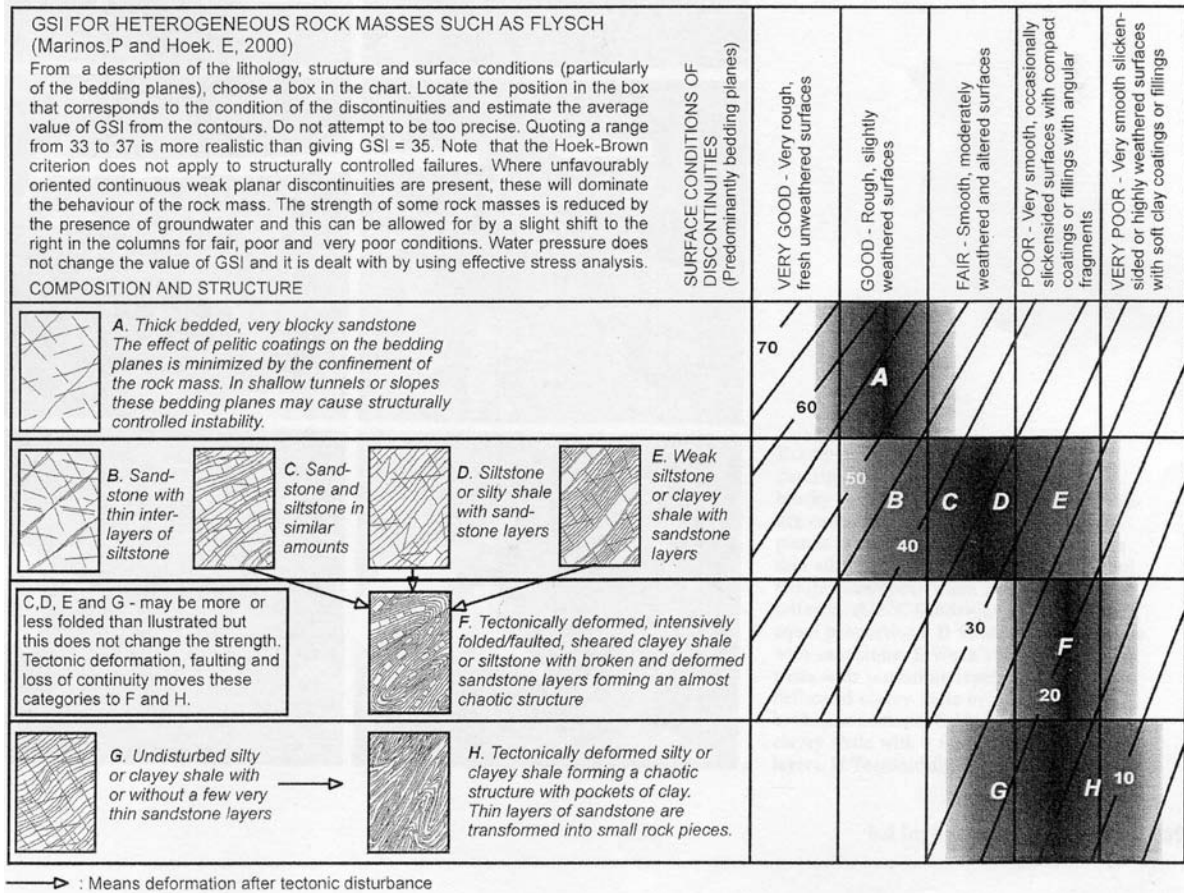 GSI FOR HETEROGENEOUS ROCK MASSES SUCH AS FLYSCH
(Marinos.P and Hoek. E, 2000)
From a description of the lithology, structure and surface conditions (particularly
of the bedding planes), choose a box in the chart. Locate the position in the box
that corresponds to the condition of the discontinuities and estimate the average
value of GSI from the contours. Do not attempt to be too precise. Quoting a range
from 33 to 37 is more realistic than giving GSI = 35. Note that the Hoek-Brown
criterion does not apply to structurally controlled failures. Where unfavourably
oriented continuous weak planar discontinuities are present, these will dominate
the behaviour of the rock mass. The strength of some rock masses is reduced by
the presence of groundwater and this can be allowed for by a slight shift to the
right in the columns for fair, poor and very poor conditions. Water pressure does
not change the value of GSI and it is dealt with by using effective stress analysis.
COMPOSITION AND STRUCTURE
SURFACE CONDITIONS OF
DISCONTINUITIES
(Predominantly bedding planes)
VERY GOOD - Very rough,
fresh unweathered surfaces
GOOD - Rough, slightly
weathered surfaces
FAIR - Smooth, moderately
weathered and altered surfaces
POOR - Very smooth, occasionally
slickensided surfaces with compact
coatings or fillings with angular
fragments
VERY POOR - Very smooth slicken-
sided or highly weathered surfaces
with soft clay coatings or fillings
A. Thick bedded, very blocky sandstone
The effect of pelitic coatings on the bedding
planes is minimized by the confinement of
the rock mass. In shallow tunnels or slopes
these bedding planes may cause structurally
controlled instability.
70
60
A
B. Sand-
stone with
thin inter-
layers of
siltstone
C. Sand-
stone and
siltstone in
similar
amounts
D. Siltstone
or silty shale
with sand-
stone layers
E. Weak
siltstone
or clayey
shale with
sandstone
layers
50
B
C
D
E
40
C,D, E and G - may be more or
less folded than llustrated but
this does not change the strength.
Tectonic deformation, faulting and
loss of continuity moves these
categories to F and H.
F. Tectonically deformed, intensively
folded/faulted, sheared clayey shale
or siltstone with broken and deformed
sandstone layers forming an almost
chaotic structure
30
F
20
G. Undisturbed silty
or clayey shale with
or without a few very
thin sandstone layers
H. Tectonically deformed silty or
clayey shale forming a chaotic
structure with pockets of clay.
Thin layers of sandstone are
transformed into small rock pieces.
G
H
10
: Means deformation after tectonic disturbance